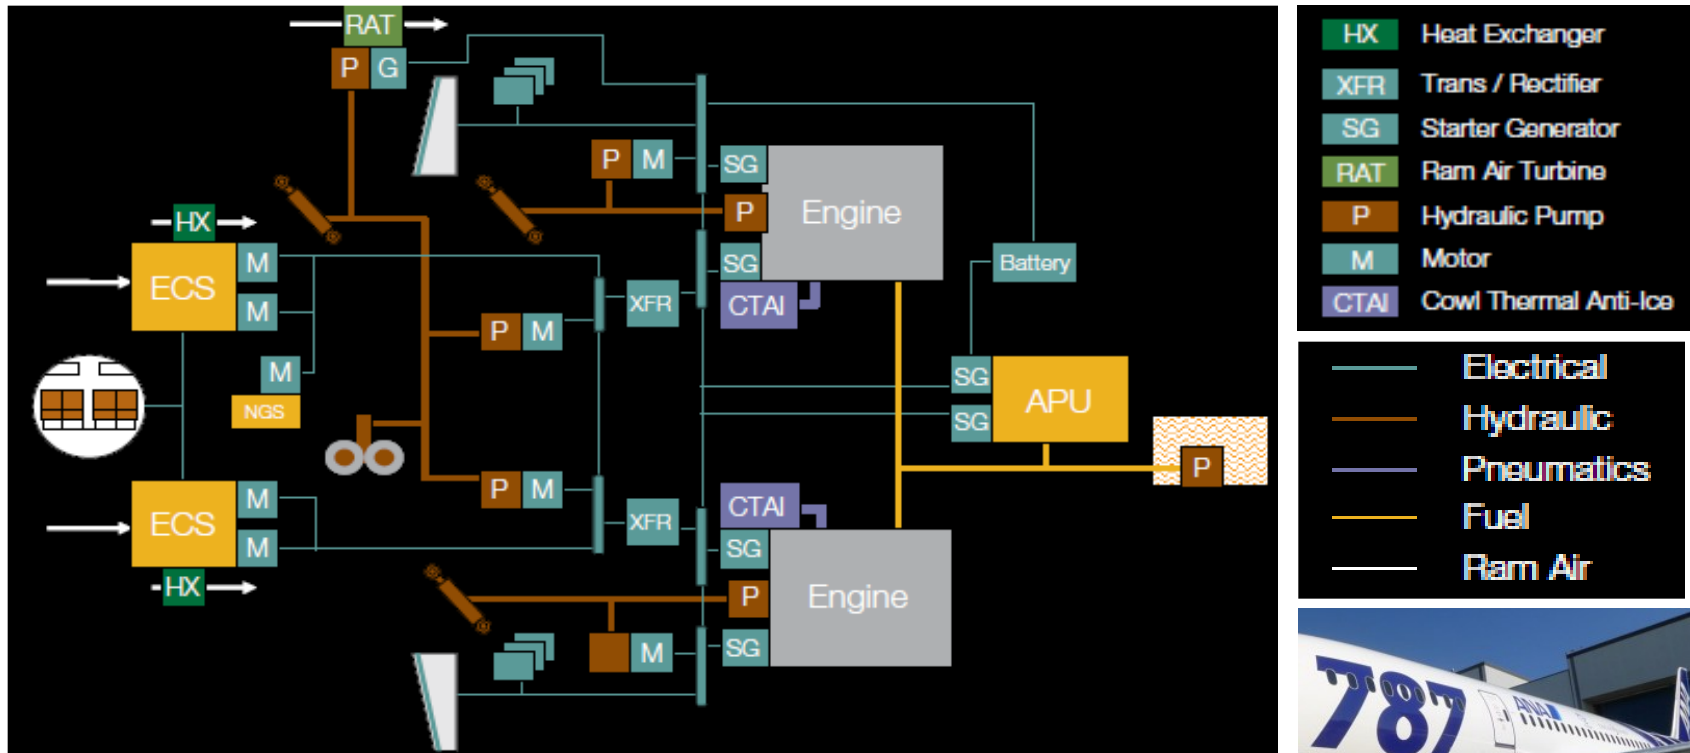 RAT
P G
P M
SG
P
Engine
SG
CTAI
HX
ECS
M
M
M
NGS
XFR
P M
Battery
SG
SG
APU
P
P M
XFR
CTAI
SG
P
Engine
SG
M
ECS
M
M
HX
HX Heat Exchanger
XFR Trans / Rectifier
SG Starter Generator
RAT Ram Air Turbine
P Hydraulic Pump
M Motor
CTAI Cowl Thermal Anti-Ice
Electrical
Hydraulic
Pneumatics
Fuel
Ram Air
787
ANA